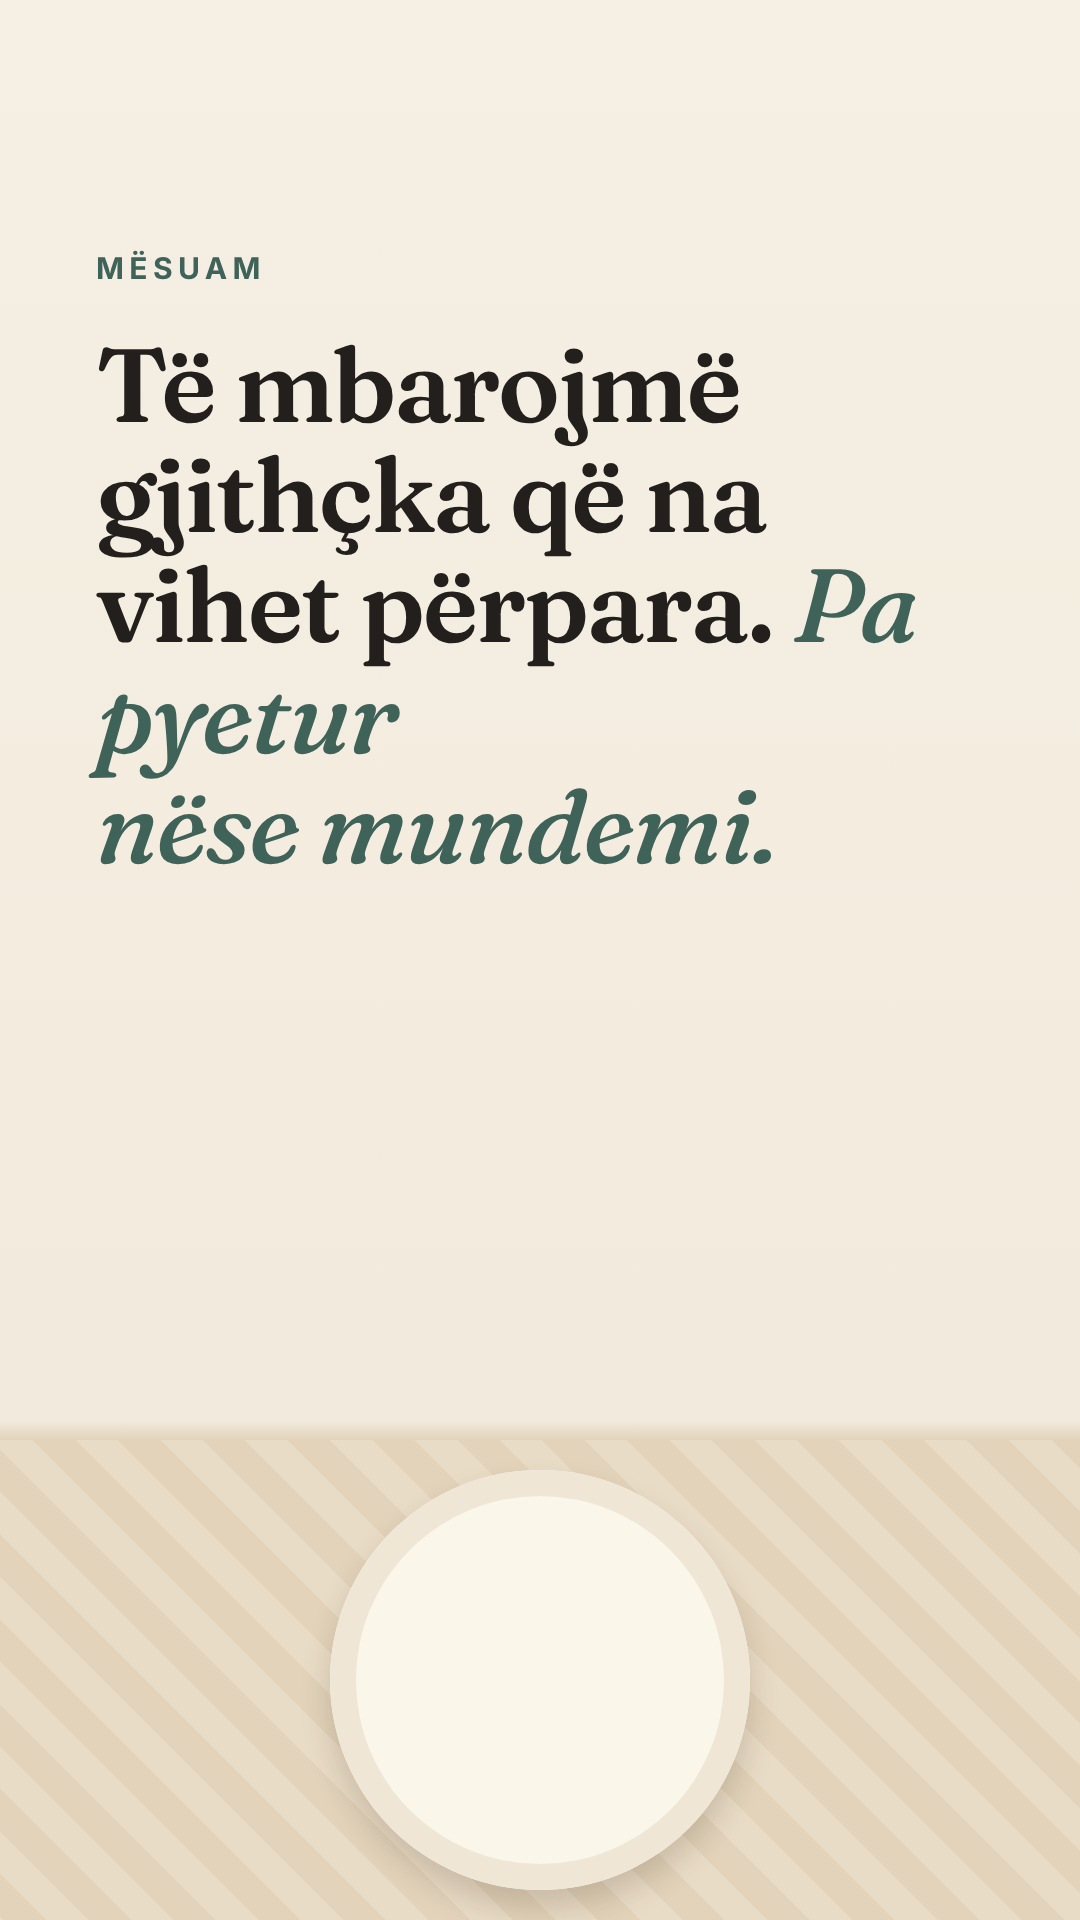 MËSUAM
Të mbarojmë
gjithçka që na
vihet përpara. Pa
pyetur
nëse mundemi.